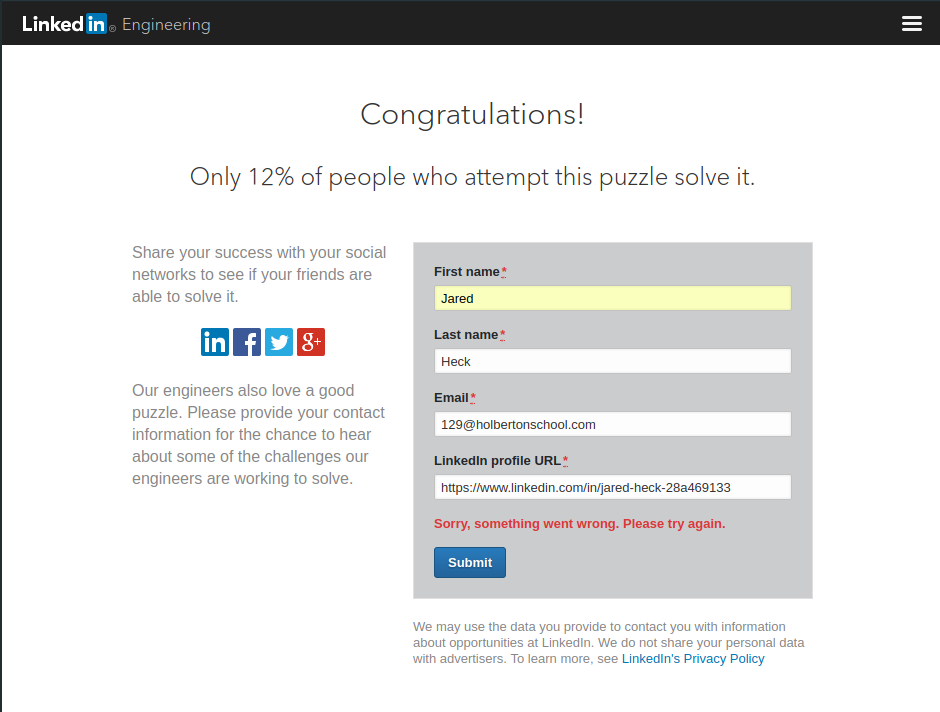 Linked in ® Engineering
Congratulations!
Only 12% of people who attempt this puzzle solve it.
Share your success with your social
networks to see if your friends are
able to solve it.
in f g+
Our engineers also love a good
puzzle. Please provide your contact
information for the chance to hear
about some of the challenges our
engineers are working to solve.
First name*
Jared
Last name*
Heck
Email*
129@holbertonschool.com
LinkedIn profile URL*
https://www.linkedin.com/in/jared-heck-28a469133
Sorry, something went wrong. Please try again.
Submit
We may use the data you provide to contact you with information
about opportunities at LinkedIn. We do not share your personal data
with advertisers. To learn more, see LinkedIn's Privacy Policy